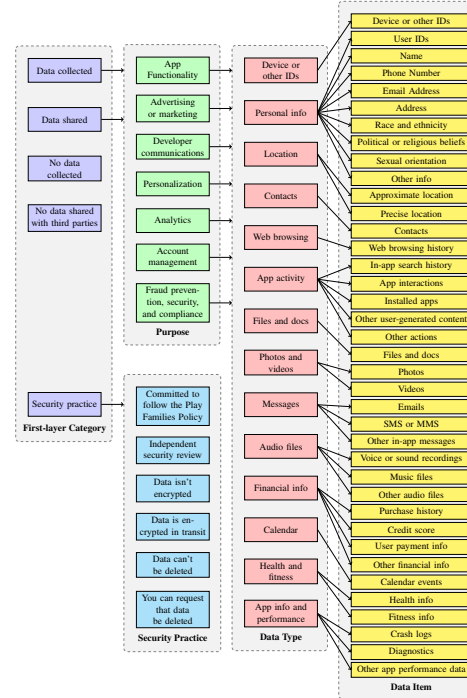 Data collected
Data shared
No data
collected
No data shared
with third parties
Security practice
First-layer Category
App
Functionality
Advertising
or marketing
Developer
communications
Personalization
Analytics
Account
management
Fraud preven-
tion, security,
and compliance
Purpose
Committed to
follow the Play
Families Policy
Independent
security review
Data isn't
encrypted
Data is en-
crypted in transit
Data can't
be deleted
You can request
that data
be deleted
Security Practice
Device or
other IDs
Personal info
Location
Contacts
Web browsing
App activity
Files and docs
Photos and
videos
Messages
Audio files
Financial info
Calendar
Health and
fitness
App info and
performance
Data Type
Device or other IDs
User IDs
Name
Phone Number
Email Address
Address
Race and ethnicity
Political or religious beliefs
Sexual orientation
Other info
Approximate location
Precise location
Contacts
Web browsing history
In-app search history
App interactions
Installed apps
Other user-generated content
Other actions
Files and docs
Photos
Videos
Emails
SMS or MMS
Other in-app messages
Voice or sound recordings
Music files
Other audio files
Purchase history
Credit score
User payment info
Other financial info
Calendar events
Health info
Fitness info
Crash logs
Diagnostics
Other app performance data
Data Item